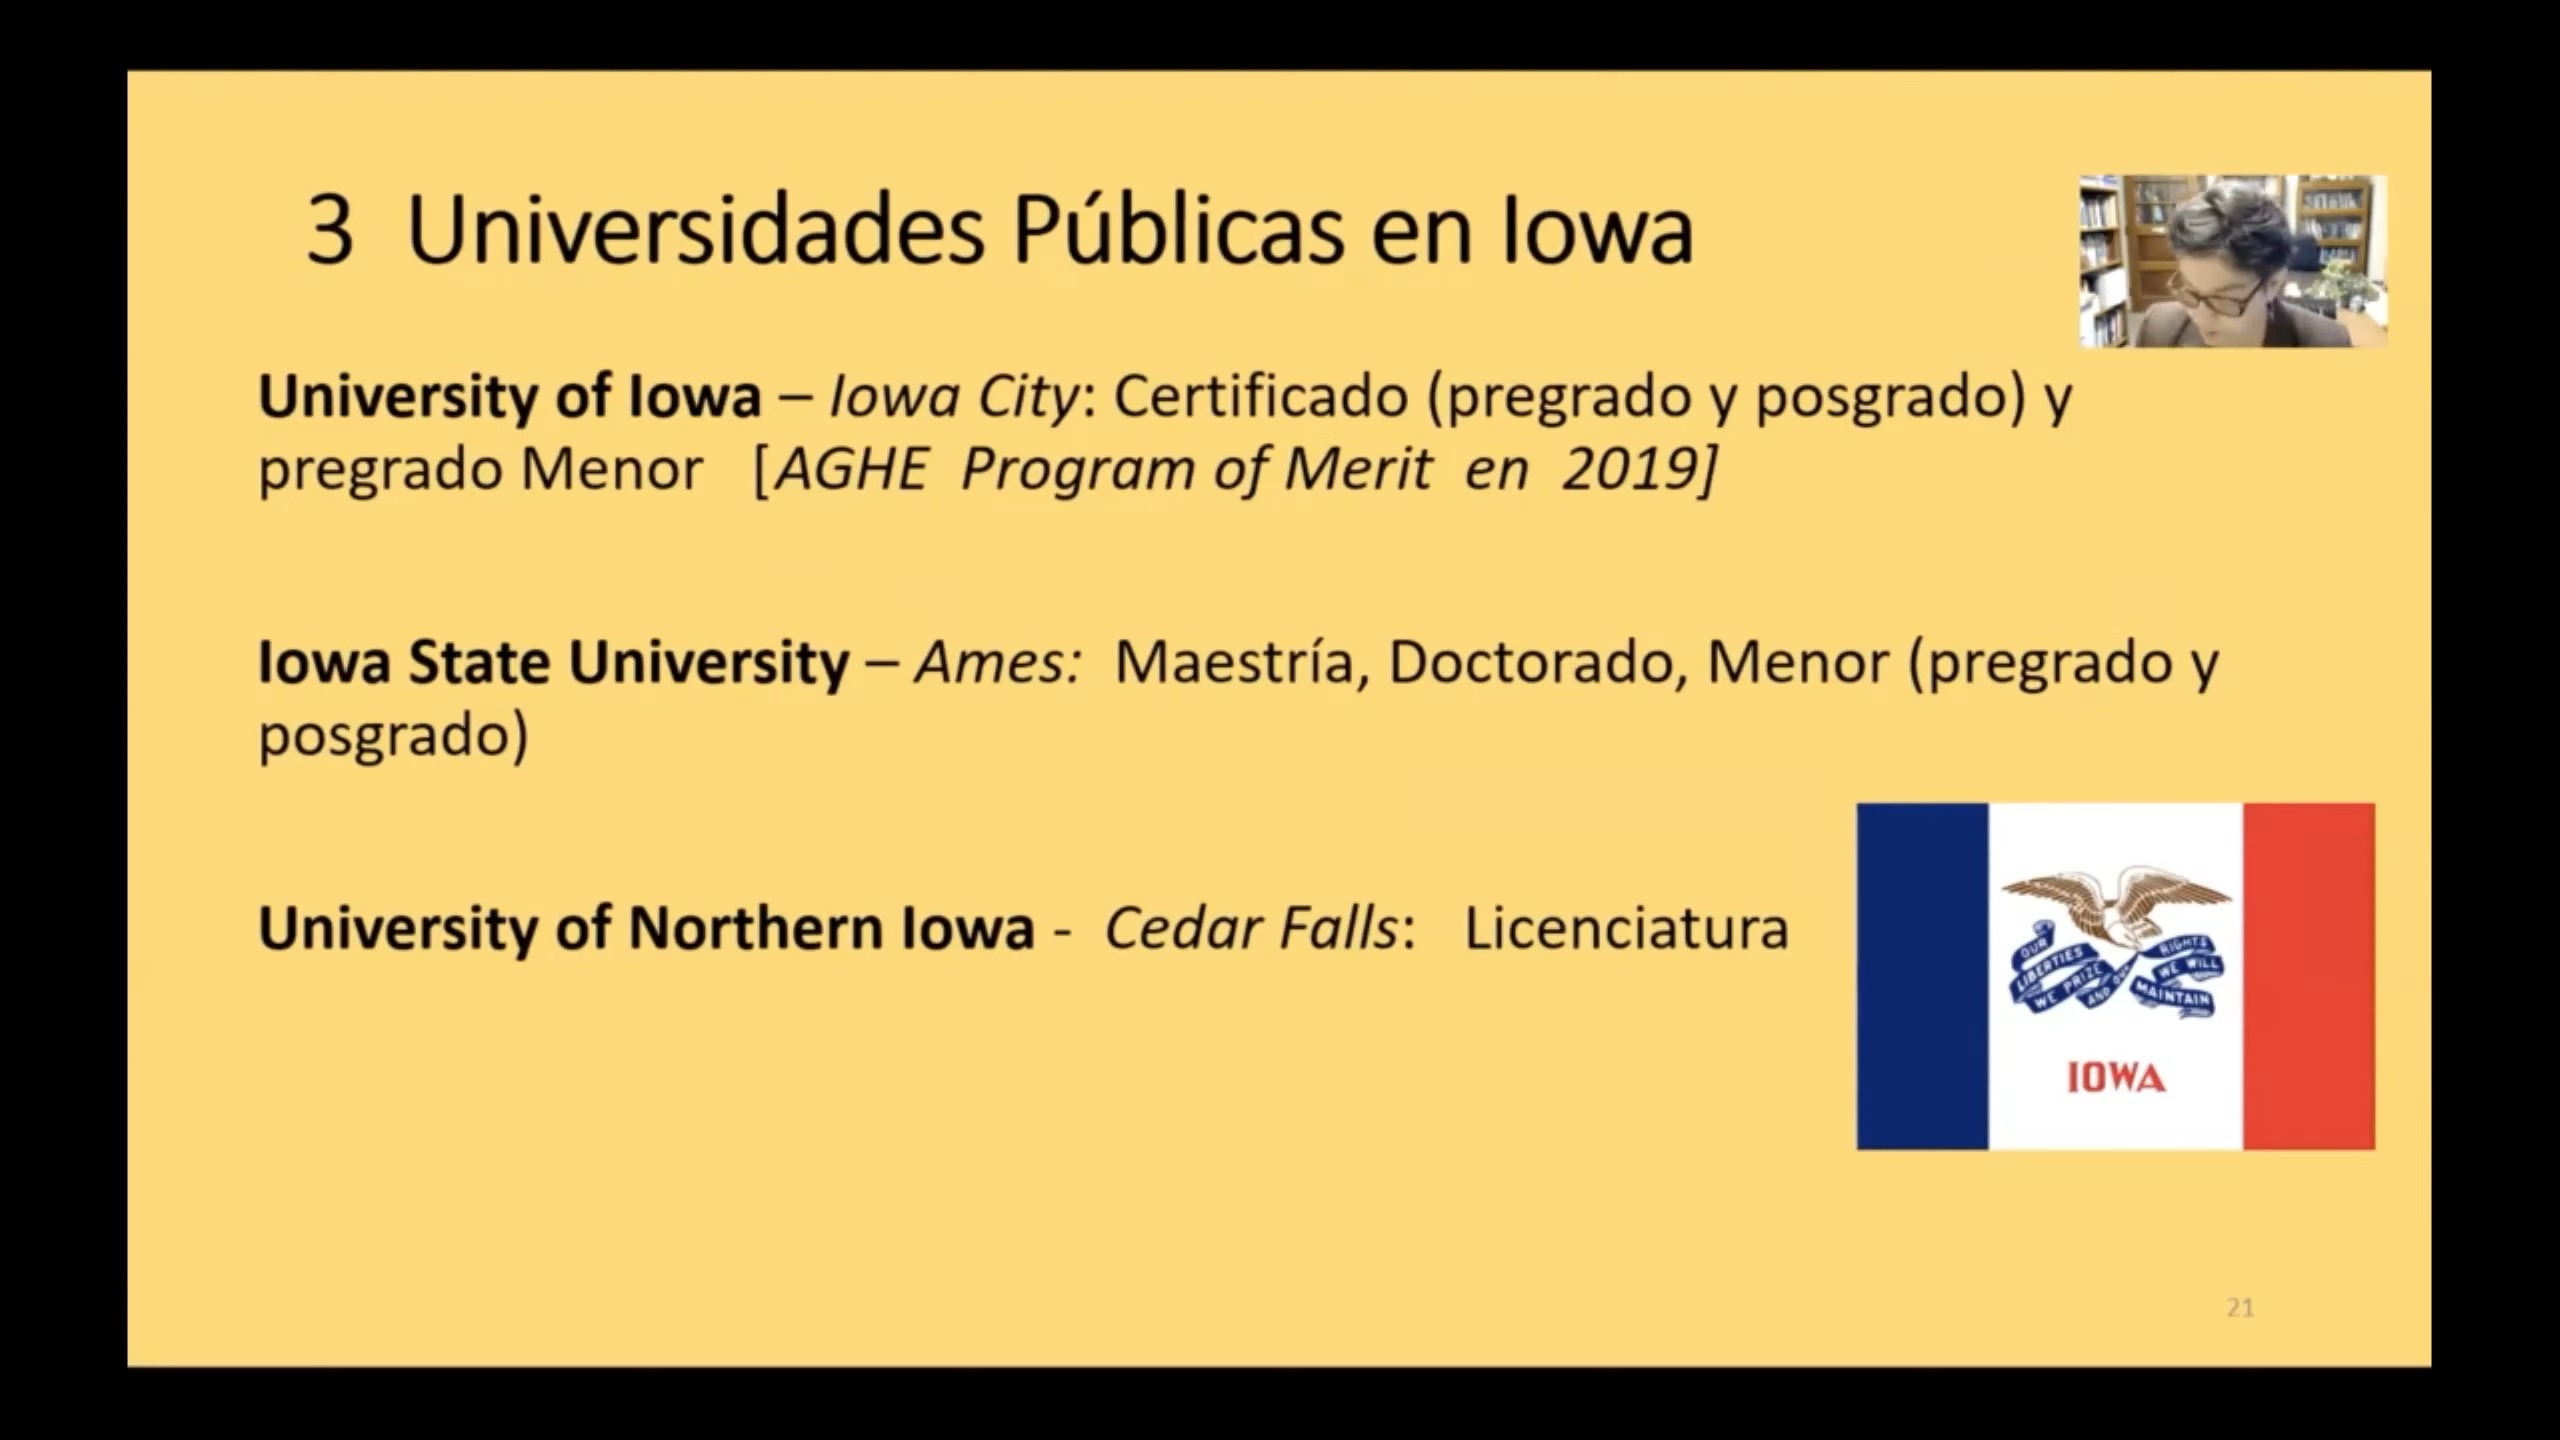 3 Universidades Públicas en Iowa
University of Iowa – Iowa City: Certificado (pregrado y posgrado) y
pregrado Menor [AGHE Program of Merit en 2019]
Iowa State University – Ames: Maestría, Doctorado, Menor (pregrado y
posgrado)
University of Northern Iowa - Cedar Falls: Licenciatura
OUR
LIBERTIES
WE PRIZE
AND OUR
RIGHTS
WE WILL
MAINTAIN
IOWA
21